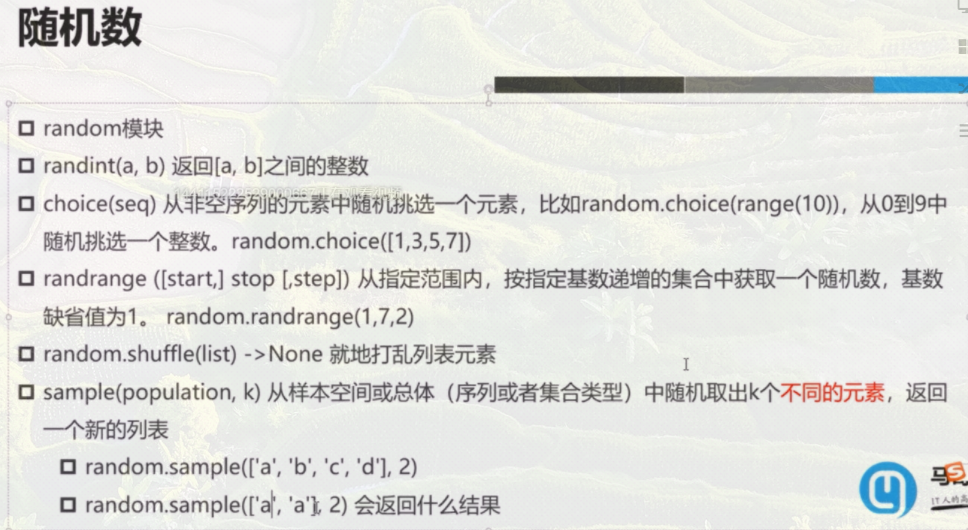 随机数
random模块
randint(a, b) 返回[a, b]之间的整数
choice(seq) 从非空序列的元素中随机挑选一个元素，比如random.choice(range(10))，从0到9中
随机挑选一个整数。random.choice([1,3,5,7])
randrange ([start,] stop [,step]) 从指定范围内，按指定基数递增的集合中获取一个随机数，基数
缺省值为1。 random.randrange(1,7,2)
random.shuffle(list) ->None 就地打乱列表元素
sample(population, k) 从样本空间或总体（序列或者集合类型）中随机取出k个不同的元素，返回
一个新的列表
random.sample(['a', 'b', 'c', 'd'], 2)
random.sample(['a', 'a'], 2) 会返回什么结果
马
IT人的高